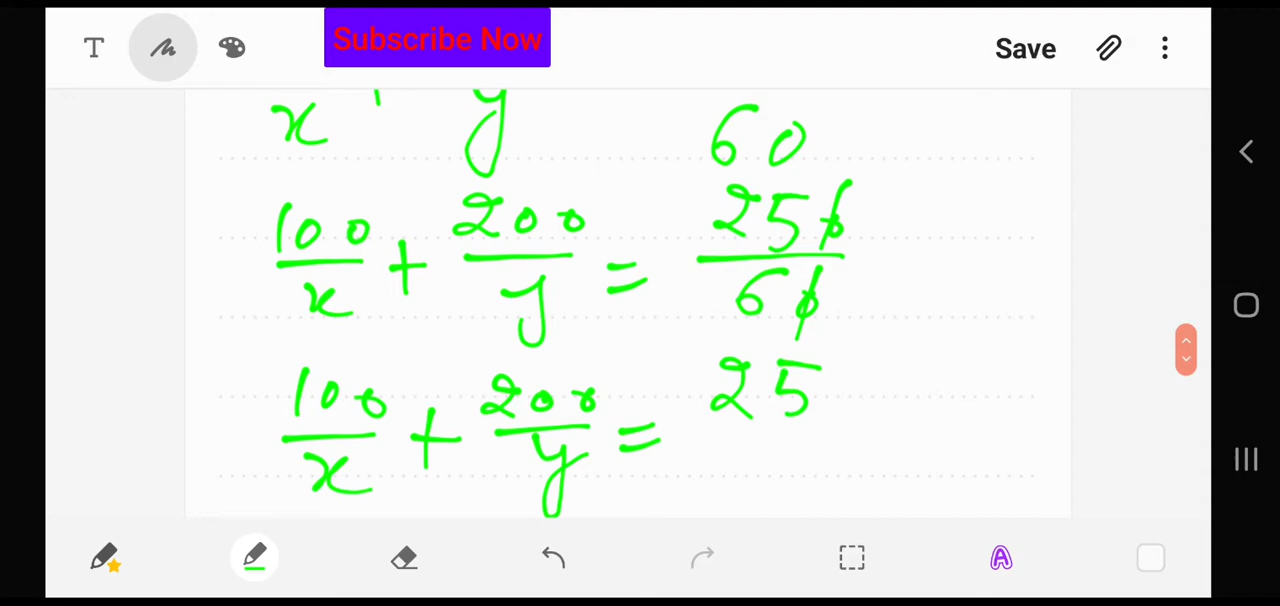 T Subscribe Now Save
x + y 60
100/x + 200/y = 250/60
100/x + 200/y = 25
A